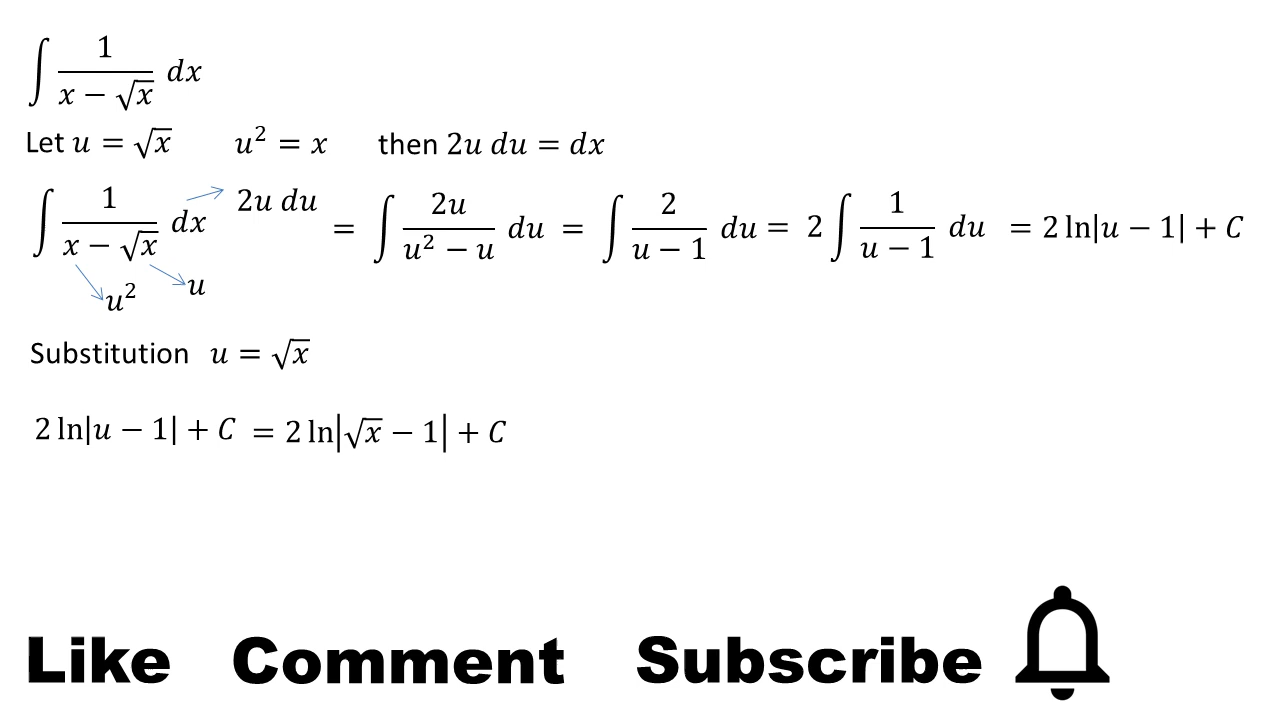 ∫ 1/(x − √x) dx
Let u = √x u² = x then 2u du = dx
∫ 1/(x − √x) dx 2u du = ∫ 2u/(u² − u) du = ∫ 2/(u − 1) du = 2 ∫ 1/(u − 1) du = 2 ln|u − 1| + C
u² u
Substitution u = √x
2 ln|u − 1| + C = 2 ln|√x − 1| + C
Like Comment Subscribe